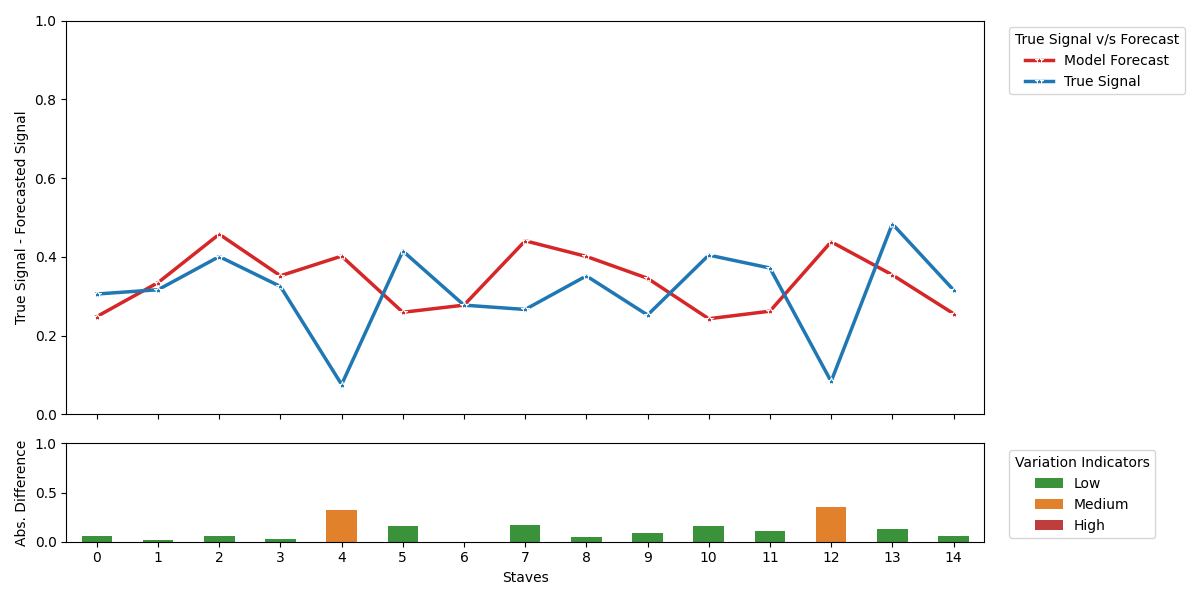 1.0
0.8
0.6
0.4
0.2
0.0
True Signal - Forecasted Signal
True Signal v/s Forecast
Model Forecast
True Signal
1.0
0.5
0.0
Abs. Difference
0 1 2 3 4 5 6 7 8 9 10 11 12 13 14
Staves
Variation Indicators
Low
Medium
High